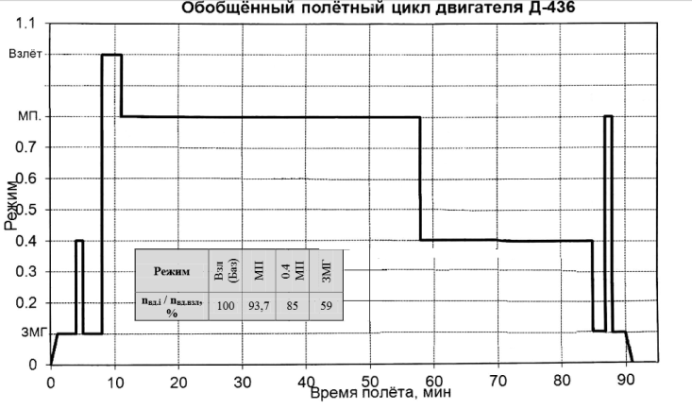 Обобщённый полётный цикл двигателя Д-436
1.1
Взлёт
МП.
0.7
0.6
0.5
0.4
0.3
0.2
ЗМГ
0
Режим
Режим Взл (Баз) МП 0.4 МП ЗМГ
nвд.i / nвд.взл, % 100 93,7 85 59
0 10 20 30 40 50 60 70 80 90
Время полёта, мин